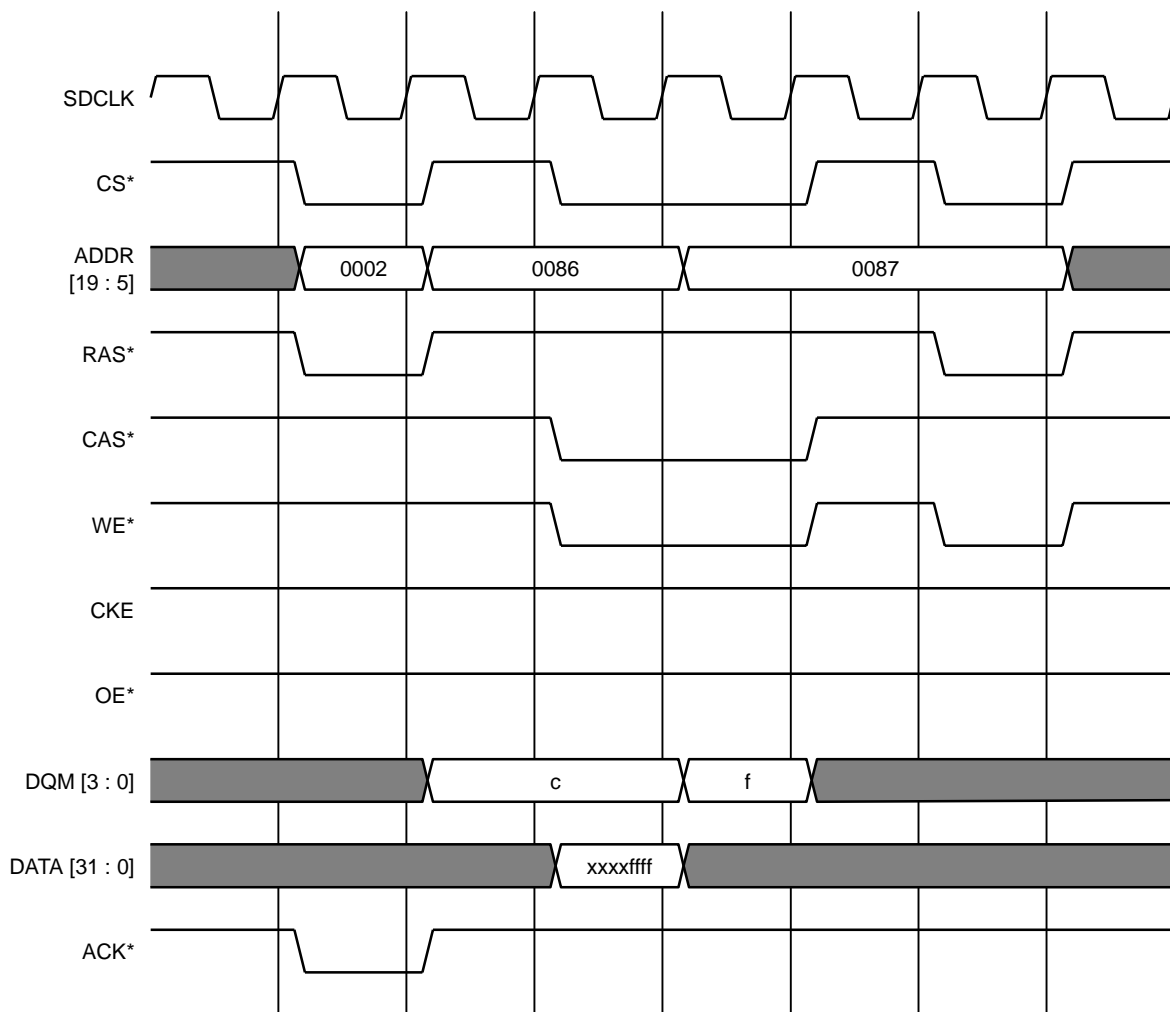 SDCLK
CS*
ADDR
[19 : 5]
0002
0086
0087
RAS*
CAS*
WE*
CKE
OE*
DQM [3 : 0]
c
f
DATA [31 : 0]
xxxxffff
ACK*